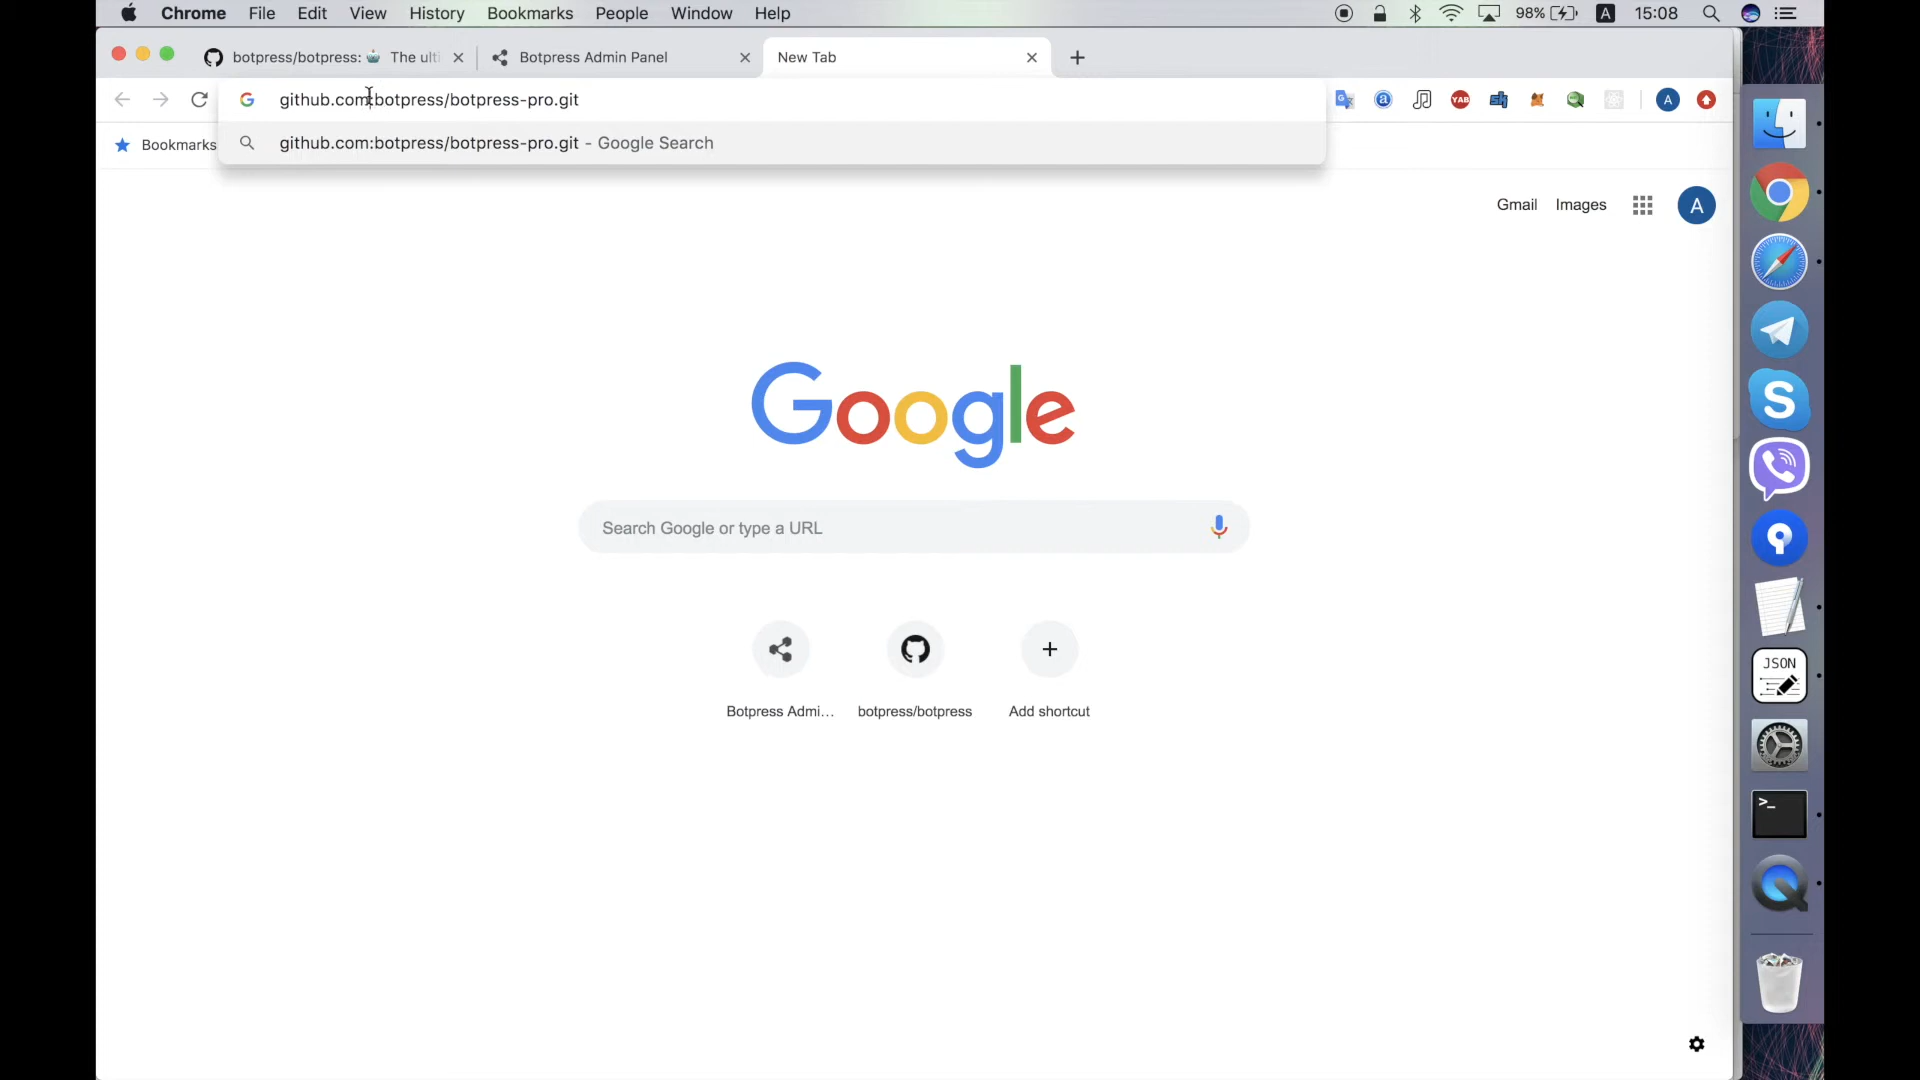 Chrome File Edit View History Bookmarks People Window Help 98% A 15:08
botpress/botpress: 🤖 The ulti
Botpress Admin Panel
New Tab
github.com:botpress/botpress-pro.git
YAB
A
github.com:botpress/botpress-pro.git - Google Search
Bookmarks
Gmail Images A
Google
Search Google or type a URL
Botpress Admi... botpress/botpress Add shortcut
S
JSON
>_